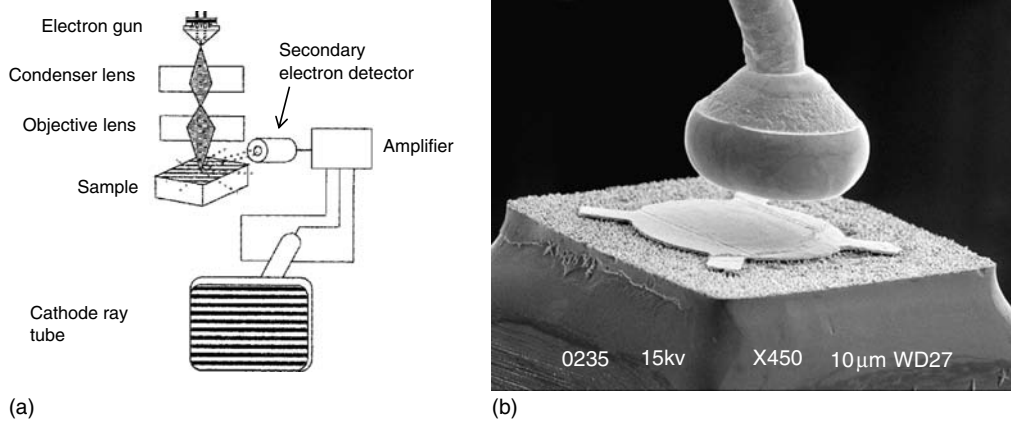 Electron gun
Condenser lens
Objective lens
Sample
Secondary
electron detector
Amplifier
Cathode ray
tube
(a)
0235 15kv X450 10μm WD27
(b)